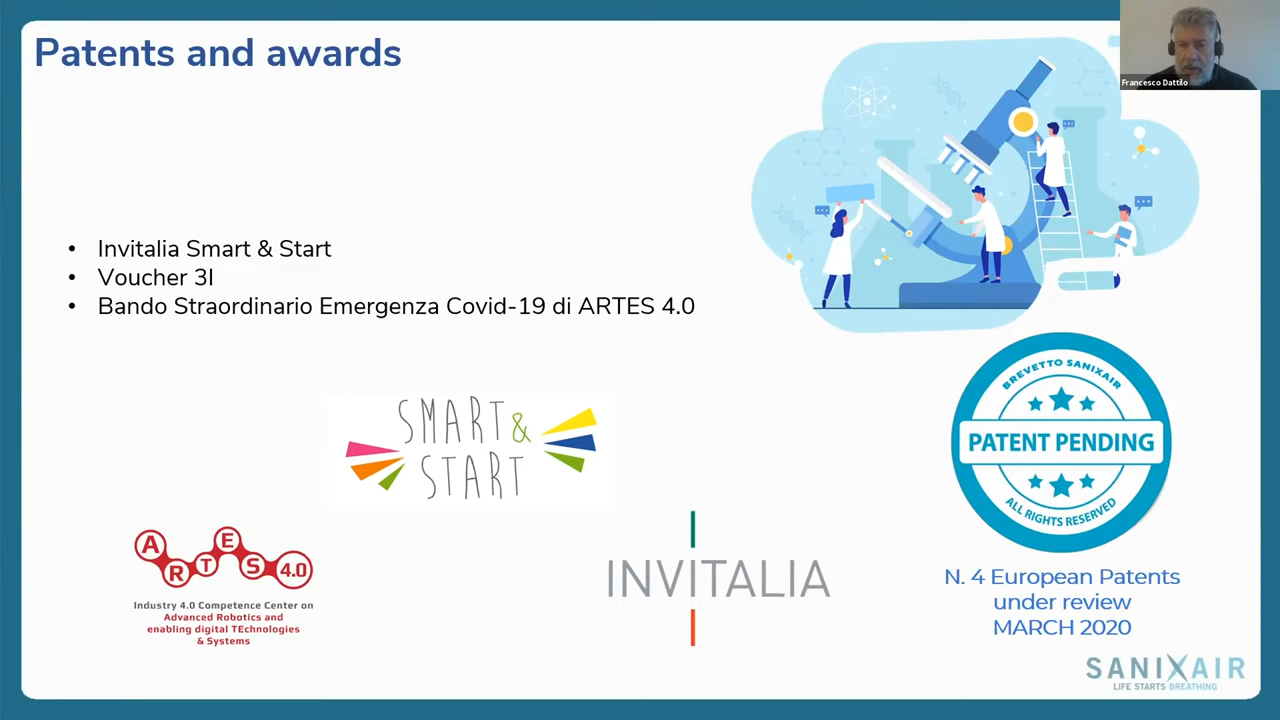 Patents and awards
Francesco Dattilo
• Invitalia Smart & Start
• Voucher 3I
• Bando Straordinario Emergenza Covid-19 di ARTES 4.0
SMART &
START
ARTES 4.0
Industry 4.0 Competence Center on
Advanced Robotics and
enabling digital TEchnologies
& Systems
INVITALIA
BREVETTO SANIXAIR
PATENT PENDING
ALL RIGHTS RESERVED
N. 4 European Patents
under review
MARCH 2020
SANIXAIR
LIFE STARTS BREATHING